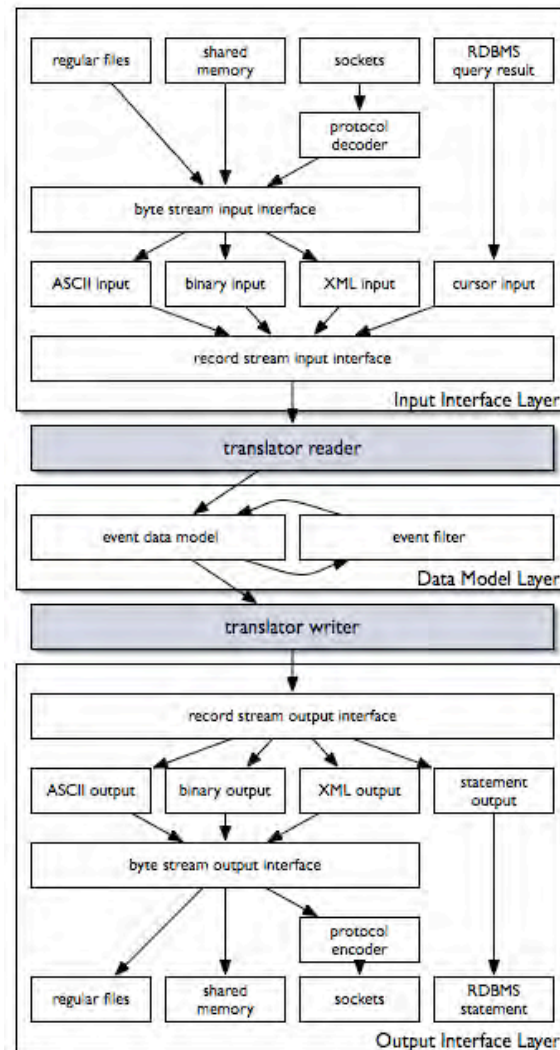 regular files
shared
memory
sockets
RDBMS
query result
protocol
decoder
byte stream input interface
ASCII input
binary input
XML input
cursor input
record stream input interface
Input Interface Layer
translator reader
event data model
event filter
Data Model Layer
translator writer
record stream output interface
ASCII output
binary output
XML output
statement
output
byte stream output interface
protocol
encoder
regular files
shared
memory
sockets
RDBMS
statement
Output Interface Layer